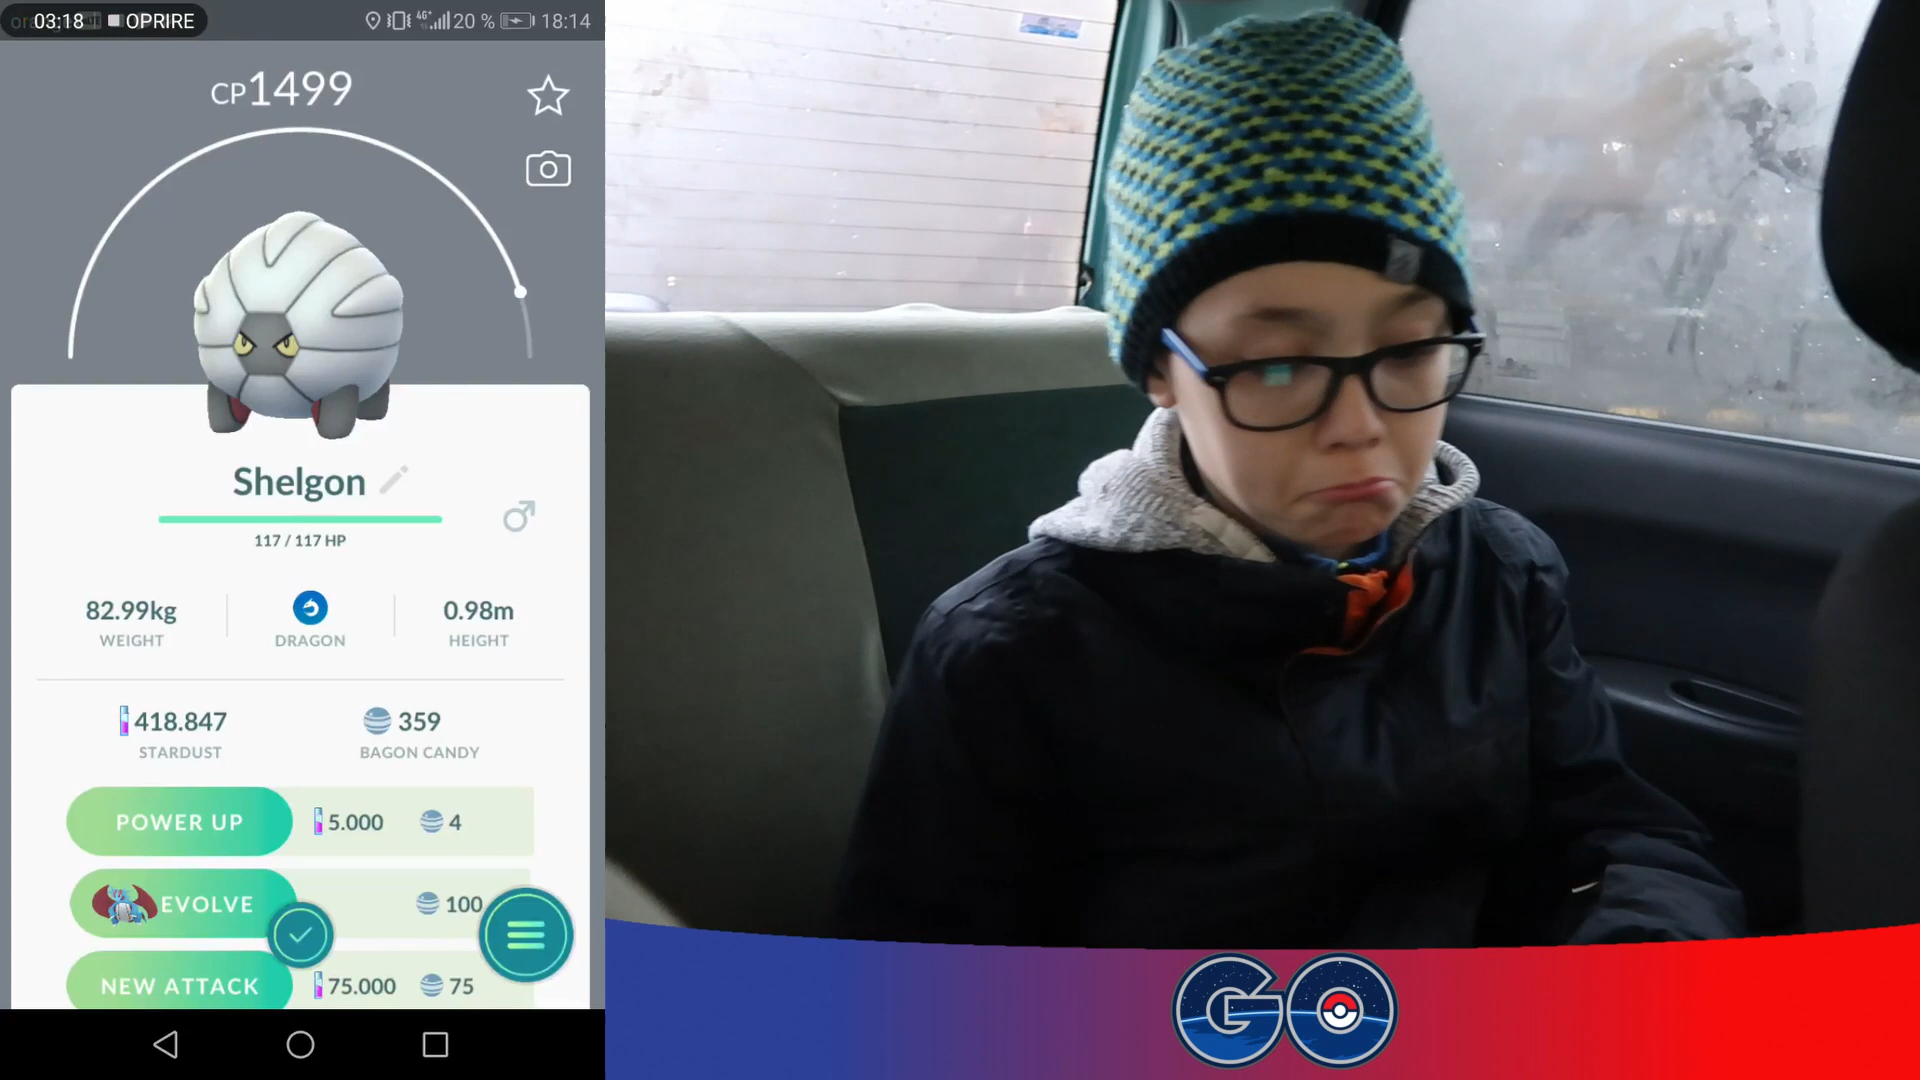 03:18 OPRIRE
4G+ 20 % 18:14
CP1499
Shelgon
117 / 117 HP
82.99kg
WEIGHT
DRAGON
0.98m
HEIGHT
418.847
STARDUST
359
BAGON CANDY
POWER UP 5.000 4
EVOLVE 100
NEW ATTACK 75.000 75
GO